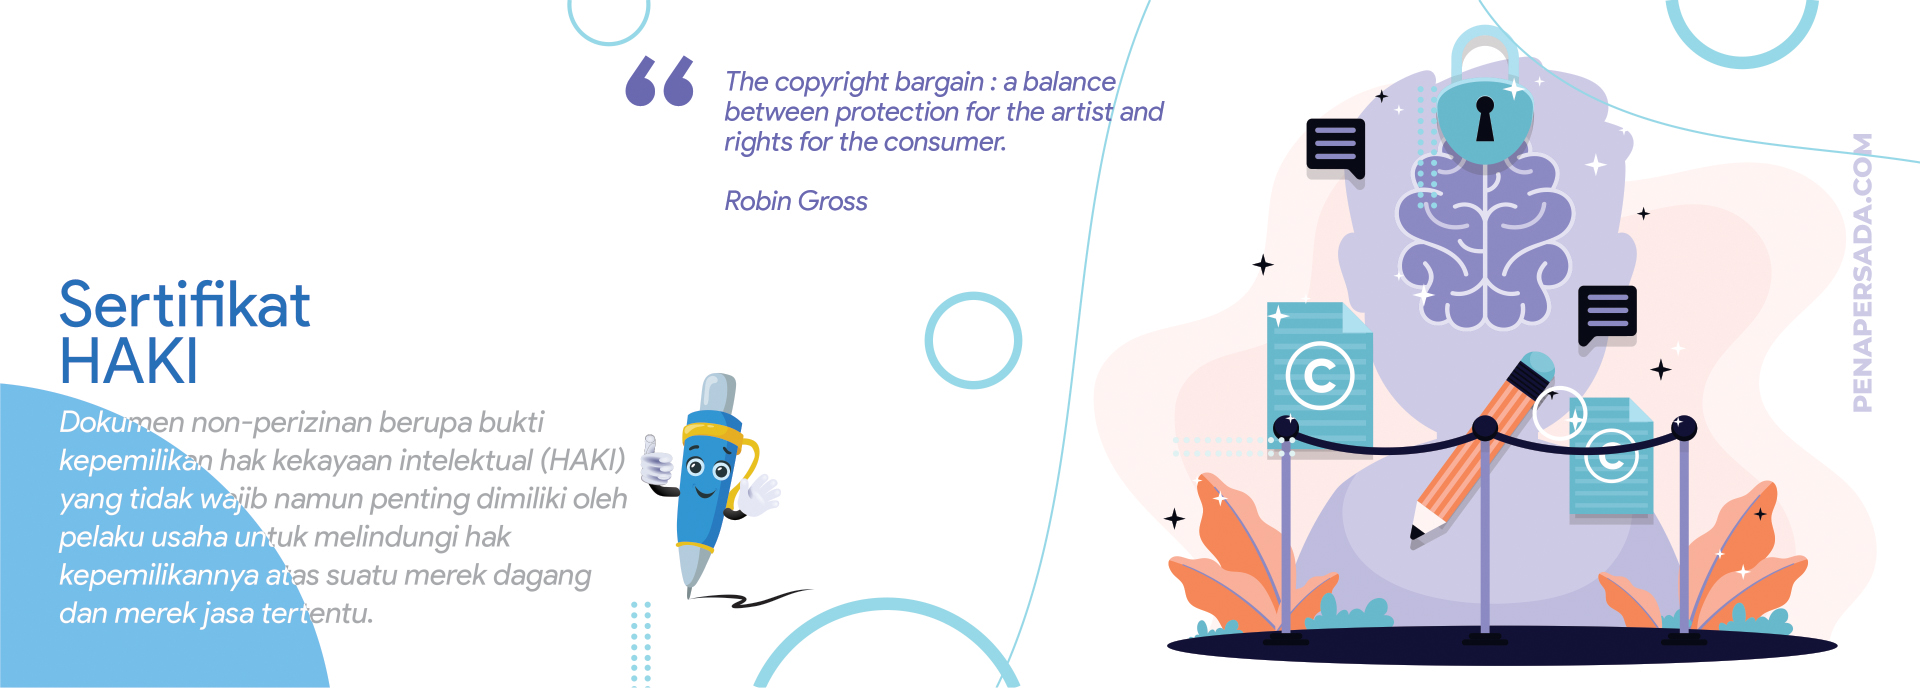 The copyright bargain : a balance
between protection for the artist and
rights for the consumer.
Robin Gross
Sertifikat
HAKI
Dokumen non-perizinan berupa bukti
kepemilikan hak kekayaan intelektual (HAKI)
yang tidak wajib namun penting dimiliki oleh
pelaku usaha untuk melindungi hak
kepemilikannya atas suatu merek dagang
dan merek jasa tertentu.
C
C
PENAPERSADA.COM